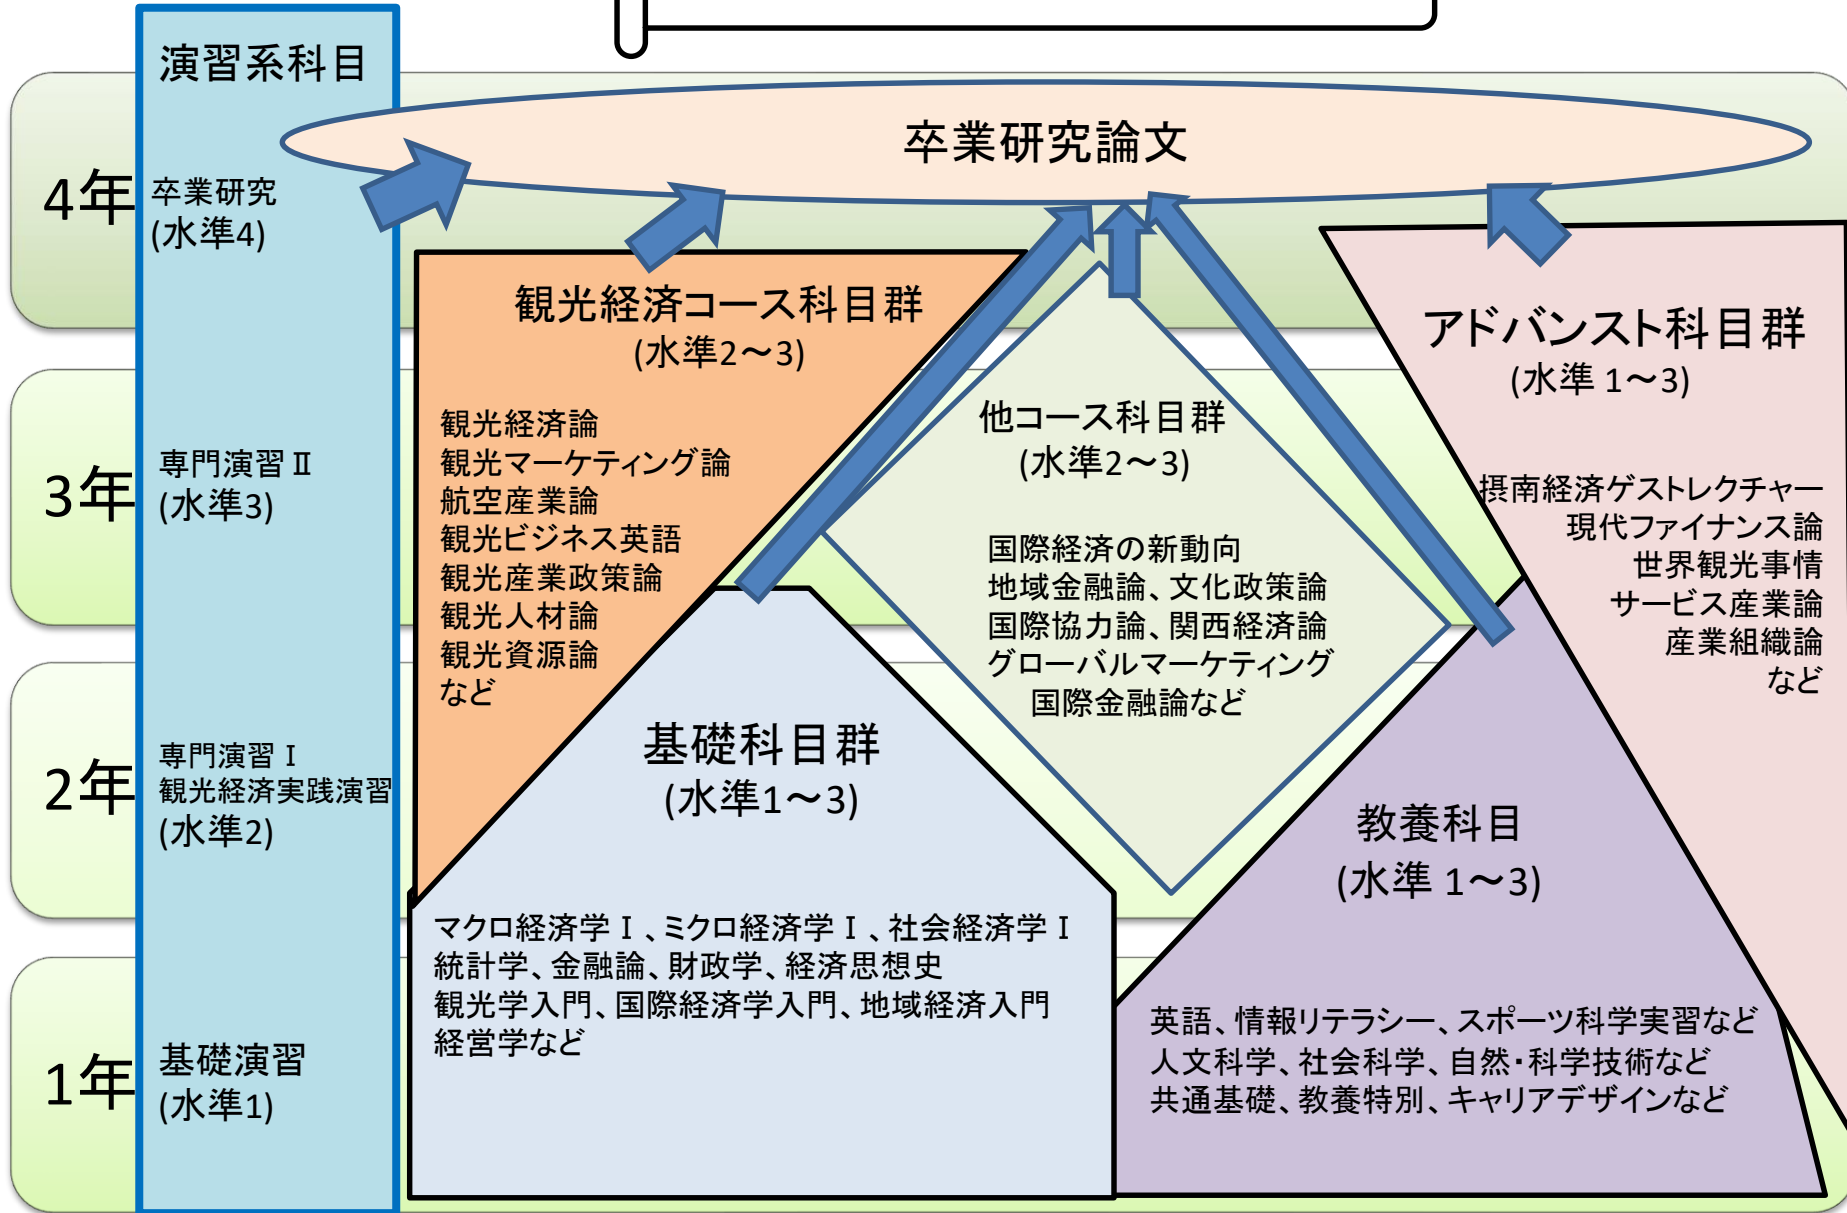 演習系科目
卒業研究論文
4年
卒業研究
(水準4)
観光経済コース科目群
(水準2～3)
観光経済論
観光マーケティング論
航空産業論
観光ビジネス英語
観光産業政策論
観光人材論
観光資源論
など
他コース科目群
(水準2～3)
国際経済の新動向
地域金融論、文化政策論
国際協力論、関西経済論
グローバルマーケティング
国際金融論など
アドバンスト科目群
(水準 1～3)
摂南経済ゲストレクチャー
現代ファイナンス論
世界観光事情
サービス産業論
産業組織論
など
3年
専門演習Ⅱ
(水準3)
2年
専門演習Ⅰ
観光経済実践演習
(水準2)
基礎科目群
(水準1～3)
マクロ経済学Ⅰ、ミクロ経済学Ⅰ、社会経済学Ⅰ
統計学、金融論、財政学、経済思想史
観光学入門、国際経済学入門、地域経済入門
経営学など
教養科目
(水準 1～3)
英語、情報リテラシー、スポーツ科学実習など
人文科学、社会科学、自然・科学技術など
共通基礎、教養特別、キャリアデザインなど
1年
基礎演習
(水準1)